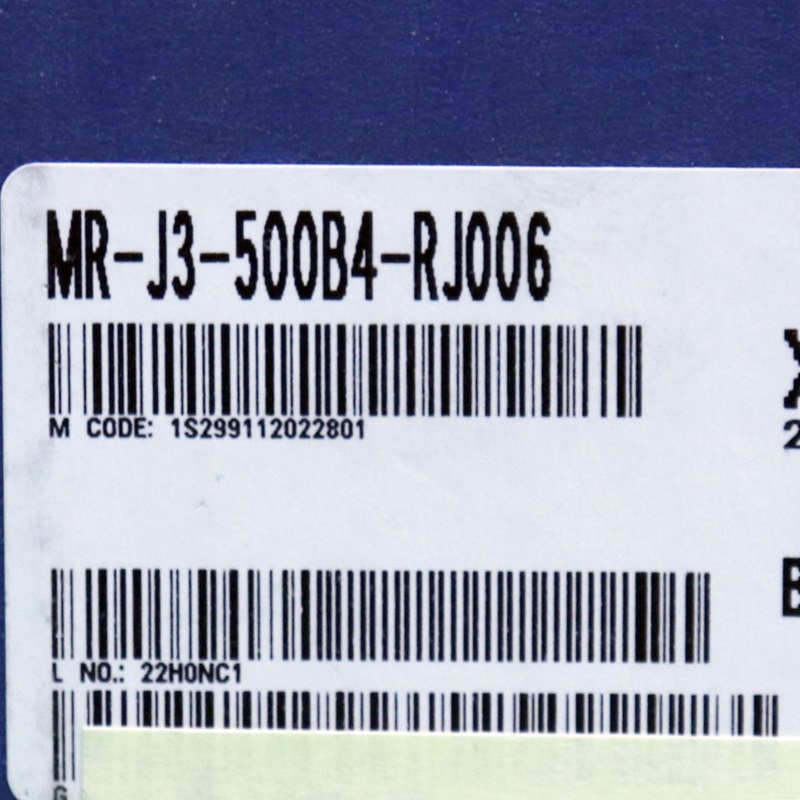 MR-J3-500B4-RJ006
M CODE: 1S299112022801
L NO.: 22H0NC1